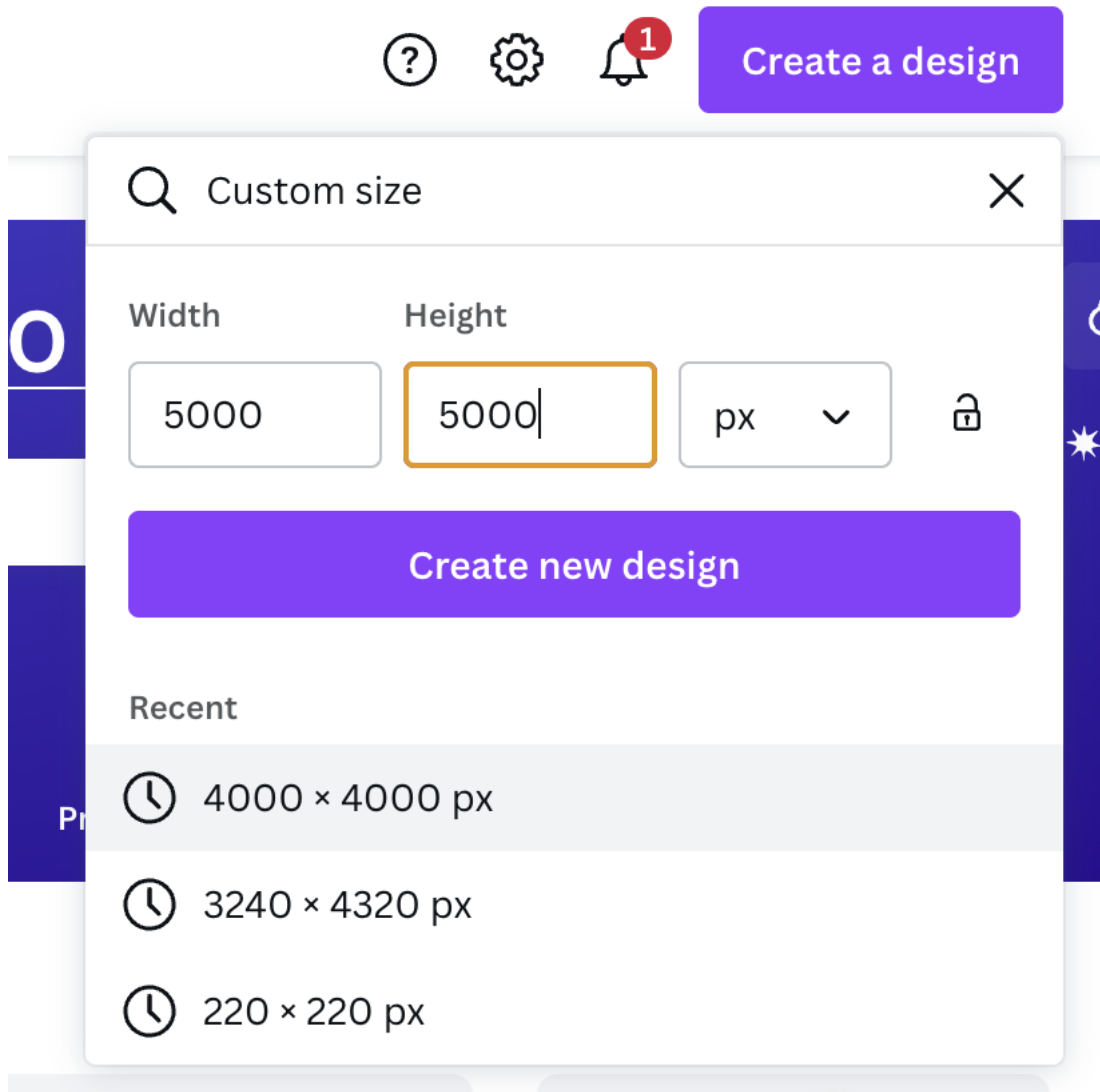 1
Create a design
Custom size
Width Height
5000 5000 px
Create new design
Recent
4000 × 4000 px
3240 × 4320 px
220 × 220 px